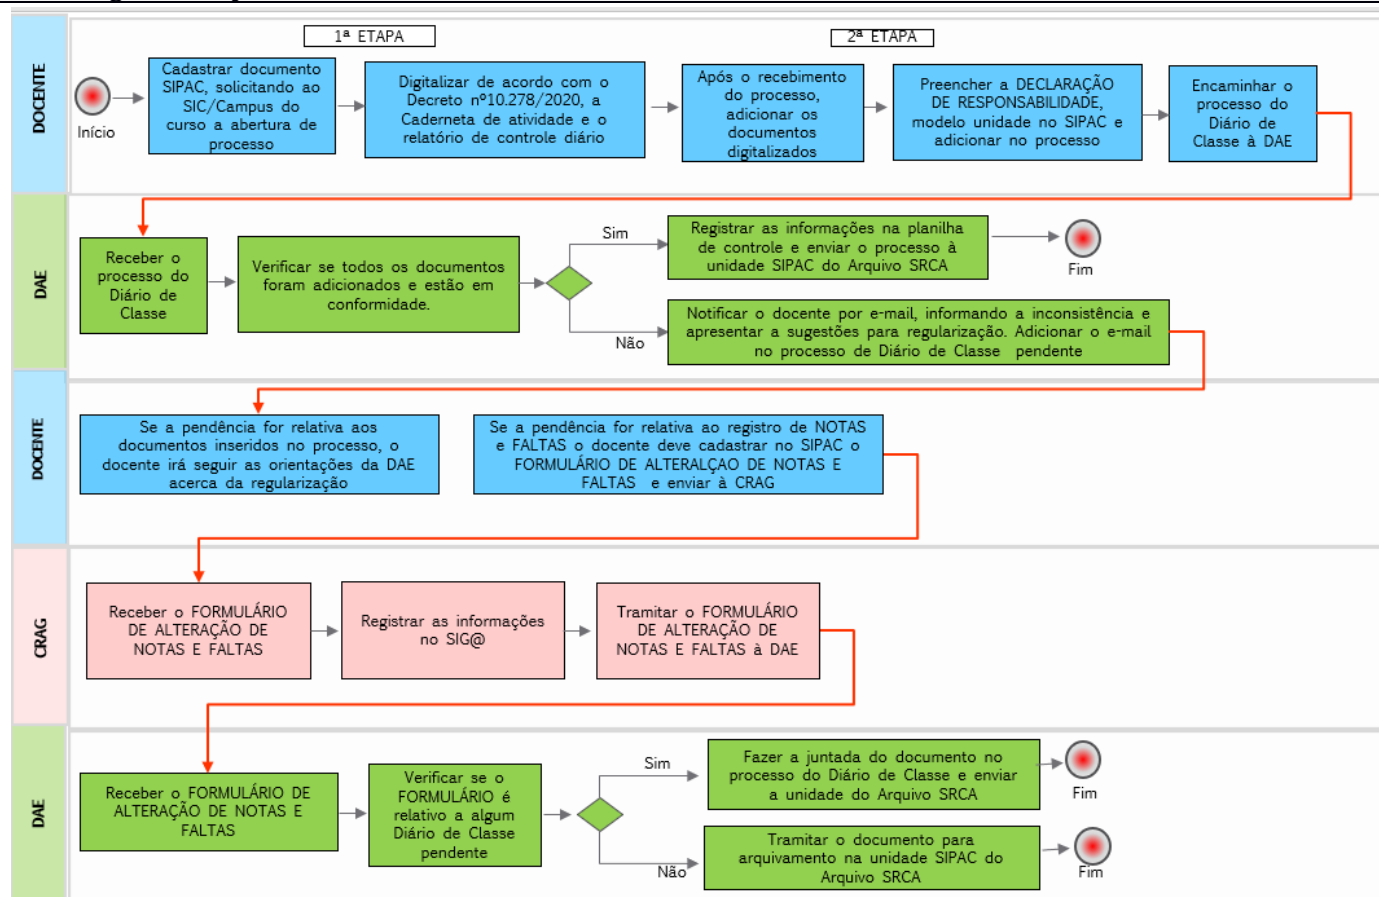 1ª ETAPA
2ª ETAPA
DOCENTE
Início
Cadastrar documento
SIPAC, solicitando ao
SIC/Campus do
curso a abertura de
processo
Digitalizar de acordo com o
Decreto nº10.278/2020, a
Caderneta de atividade e o
relatório de controle diário
Após o recebimento
do processo,
adicionar os
documentos
digitalizados
Preencher a DECLARAÇÃO
DE RESPONSABILIDADE,
modelo unidade no SIPAC e
adicionar no processo
Encaminhar o
processo do
Diário de
Classe à DAE
DAE
Receber o
processo do
Diário de
Classe
Verificar se todos os documentos
foram adicionados e estão em
conformidade.
Sim
Registrar as informações na planilha
de controle e enviar o processo à
unidade SIPAC do Arquivo SRCA
Fim
Não
Notificar o docente por e-mail, informando a inconsistência e
apresentar a sugestões para regularização. Adicionar o e-mail
no processo de Diário de Classe pendente
DOCENTE
Se a pendência for relativa aos
documentos inseridos no processo, o
docente irá seguir as orientações da DAE
acerca da regularização
Se a pendência for relativa ao registro de NOTAS
e FALTAS o docente deve cadastrar no SIPAC o
FORMULÁRIO DE ALTERALÇAO DE NOTAS E
FALTAS e enviar à CRAG
CRAG
Receber o FORMULÁRIO
DE ALTERAÇÃO DE
NOTAS E FALTAS
Registrar as informações
no SIG@
Tramitar o FORMULÁRIO
DE ALTERAÇÃO DE
NOTAS E FALTAS à DAE
DAE
Receber o FORMULÁRIO DE
ALTERAÇÃO DE NOTAS E
FALTAS
Verificar se o
FORMULÁRIO é
relativo a algum
Diário de Classe
pendente
Sim
Fazer a juntada do documento no
processo do Diário de Classe e enviar
a unidade do Arquivo SRCA
Fim
Não
Tramitar o documento para
arquivamento na unidade SIPAC do
Arquivo SRCA
Fim